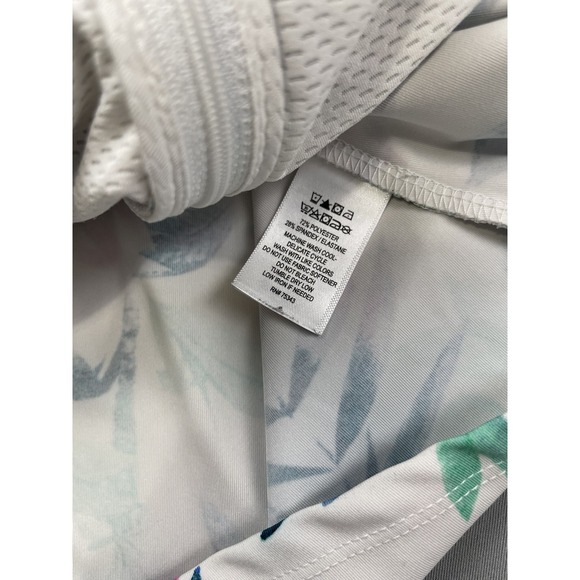 72% POLYESTER
28% SPANDEX / ELASTANE
MACHINE WASH COOL.
DELICATE CYCLE
WASH WITH LIKE COLORS
DO NOT USE FABRIC SOFTENER
DO NOT BLEACH
TUMBLE DRY LOW
LOW IRON IF NEEDED
RN# 75343